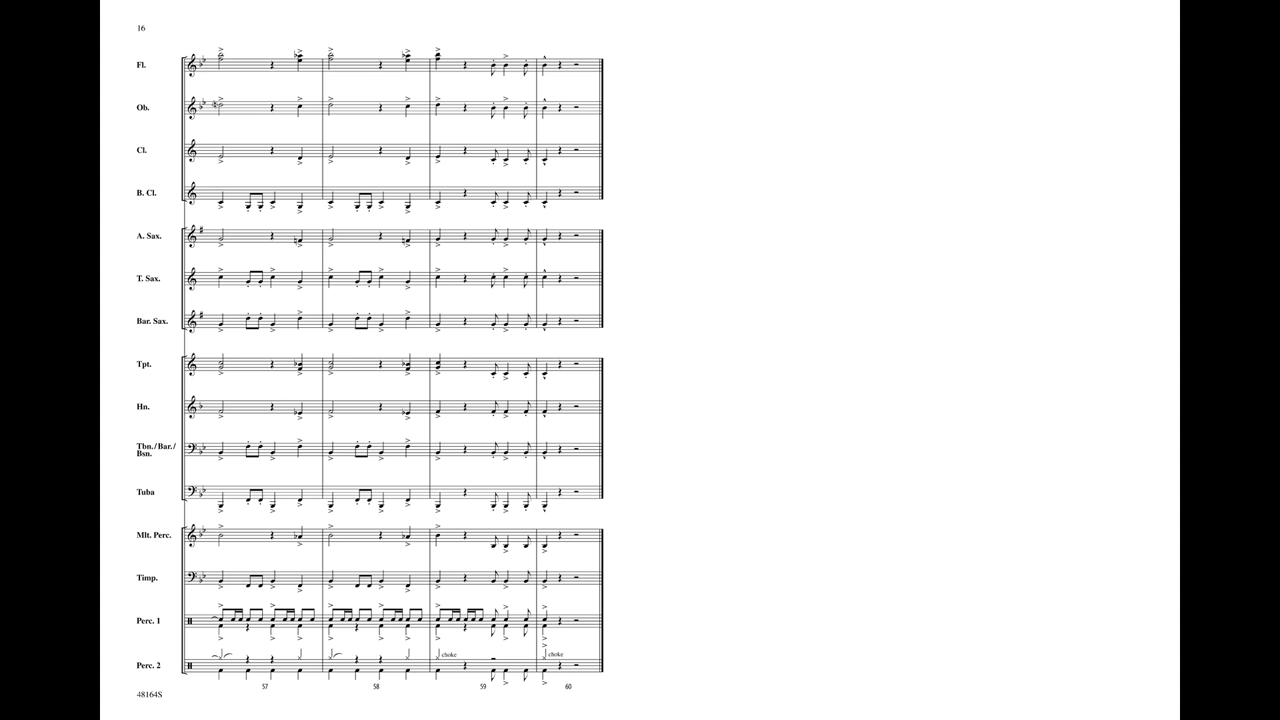 16
Fl.
Ob.
Cl.
B. Cl.
A. Sax.
T. Sax.
Bar. Sax.
Tpt.
Hn.
Tbn./Bar./
Bsn.
Tuba
Mlt. Perc.
Timp.
Perc. 1
Perc. 2
choke
choke
57
58
59
60
48164S